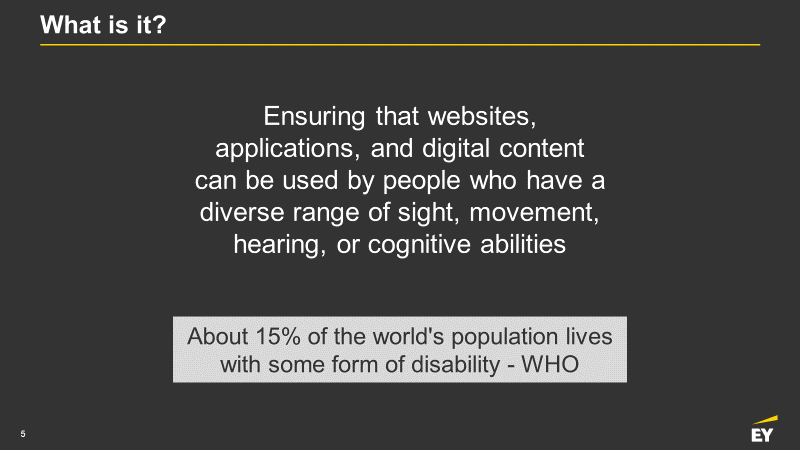 What is it?
Ensuring that websites,
applications, and digital content
can be used by people who have a
diverse range of sight, movement,
hearing, or cognitive abilities
About 15% of the world's population lives
with some form of disability - WHO
5
EY